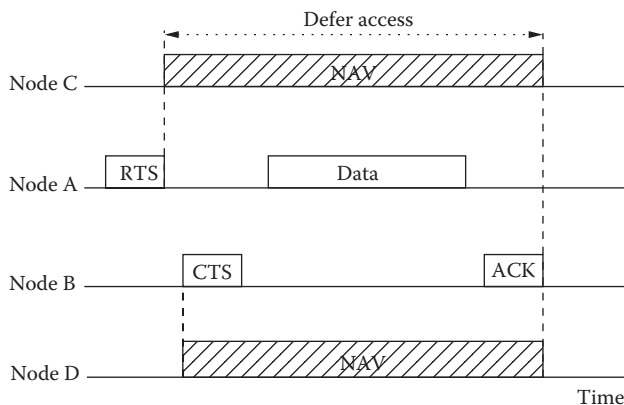 Defer access
Node C
NAV
Node A
RTS
Data
Node B
CTS
ACK
Node D
NAV
Time